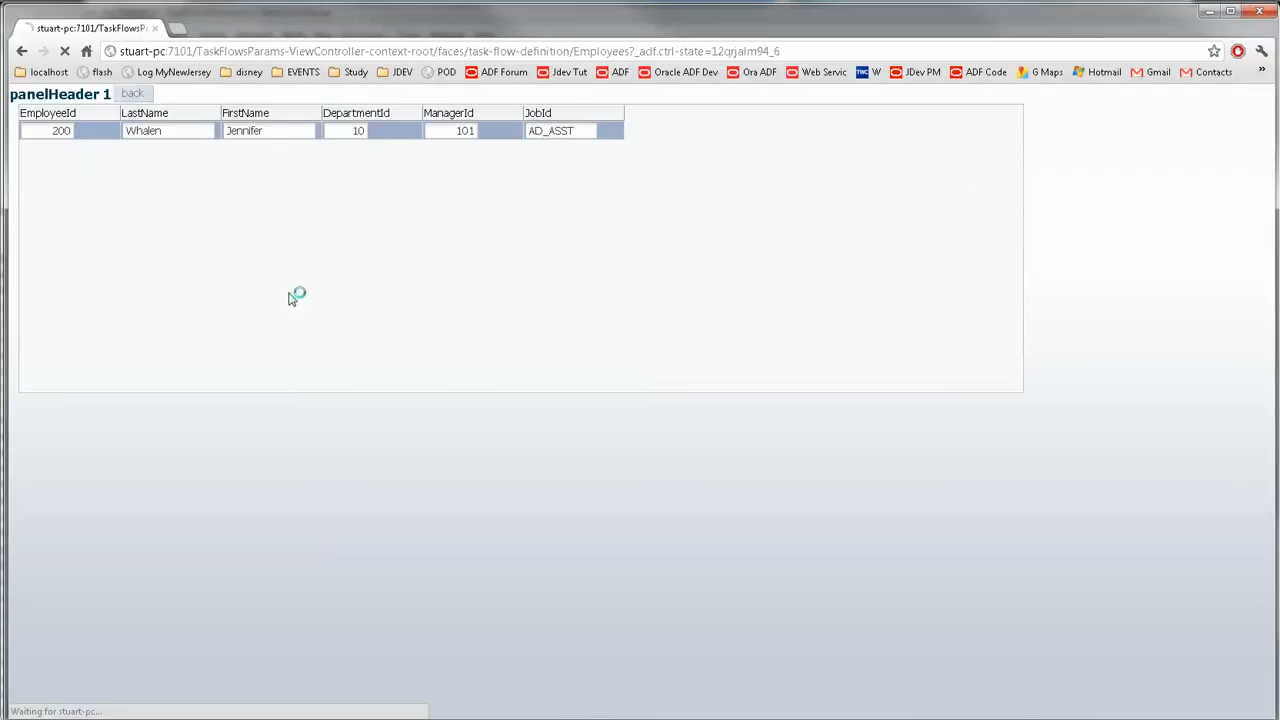 stuart-pc:7101/TaskFlowsP
stuart-pc:7101/TaskFlowsParams-ViewController-context-root/faces/task-flow-definition/Employees?_adf.ctrl-state=12qrjalm94_6
localhost flash Log to NewJersey disney EVENTS Study JDEV POD ADF Forum Jdev Tut ADF Oracle ADF Dev Ora ADF Web Servic W JDev PM ADF Code G Maps Hotmail Gmail Contacts »
panelHeader 1 back
EmployeeId LastName FirstName DepartmentId ManagerId JobId
200 Whalen Jennifer 10 101 AD_ASST
Waiting for stuart-pc...